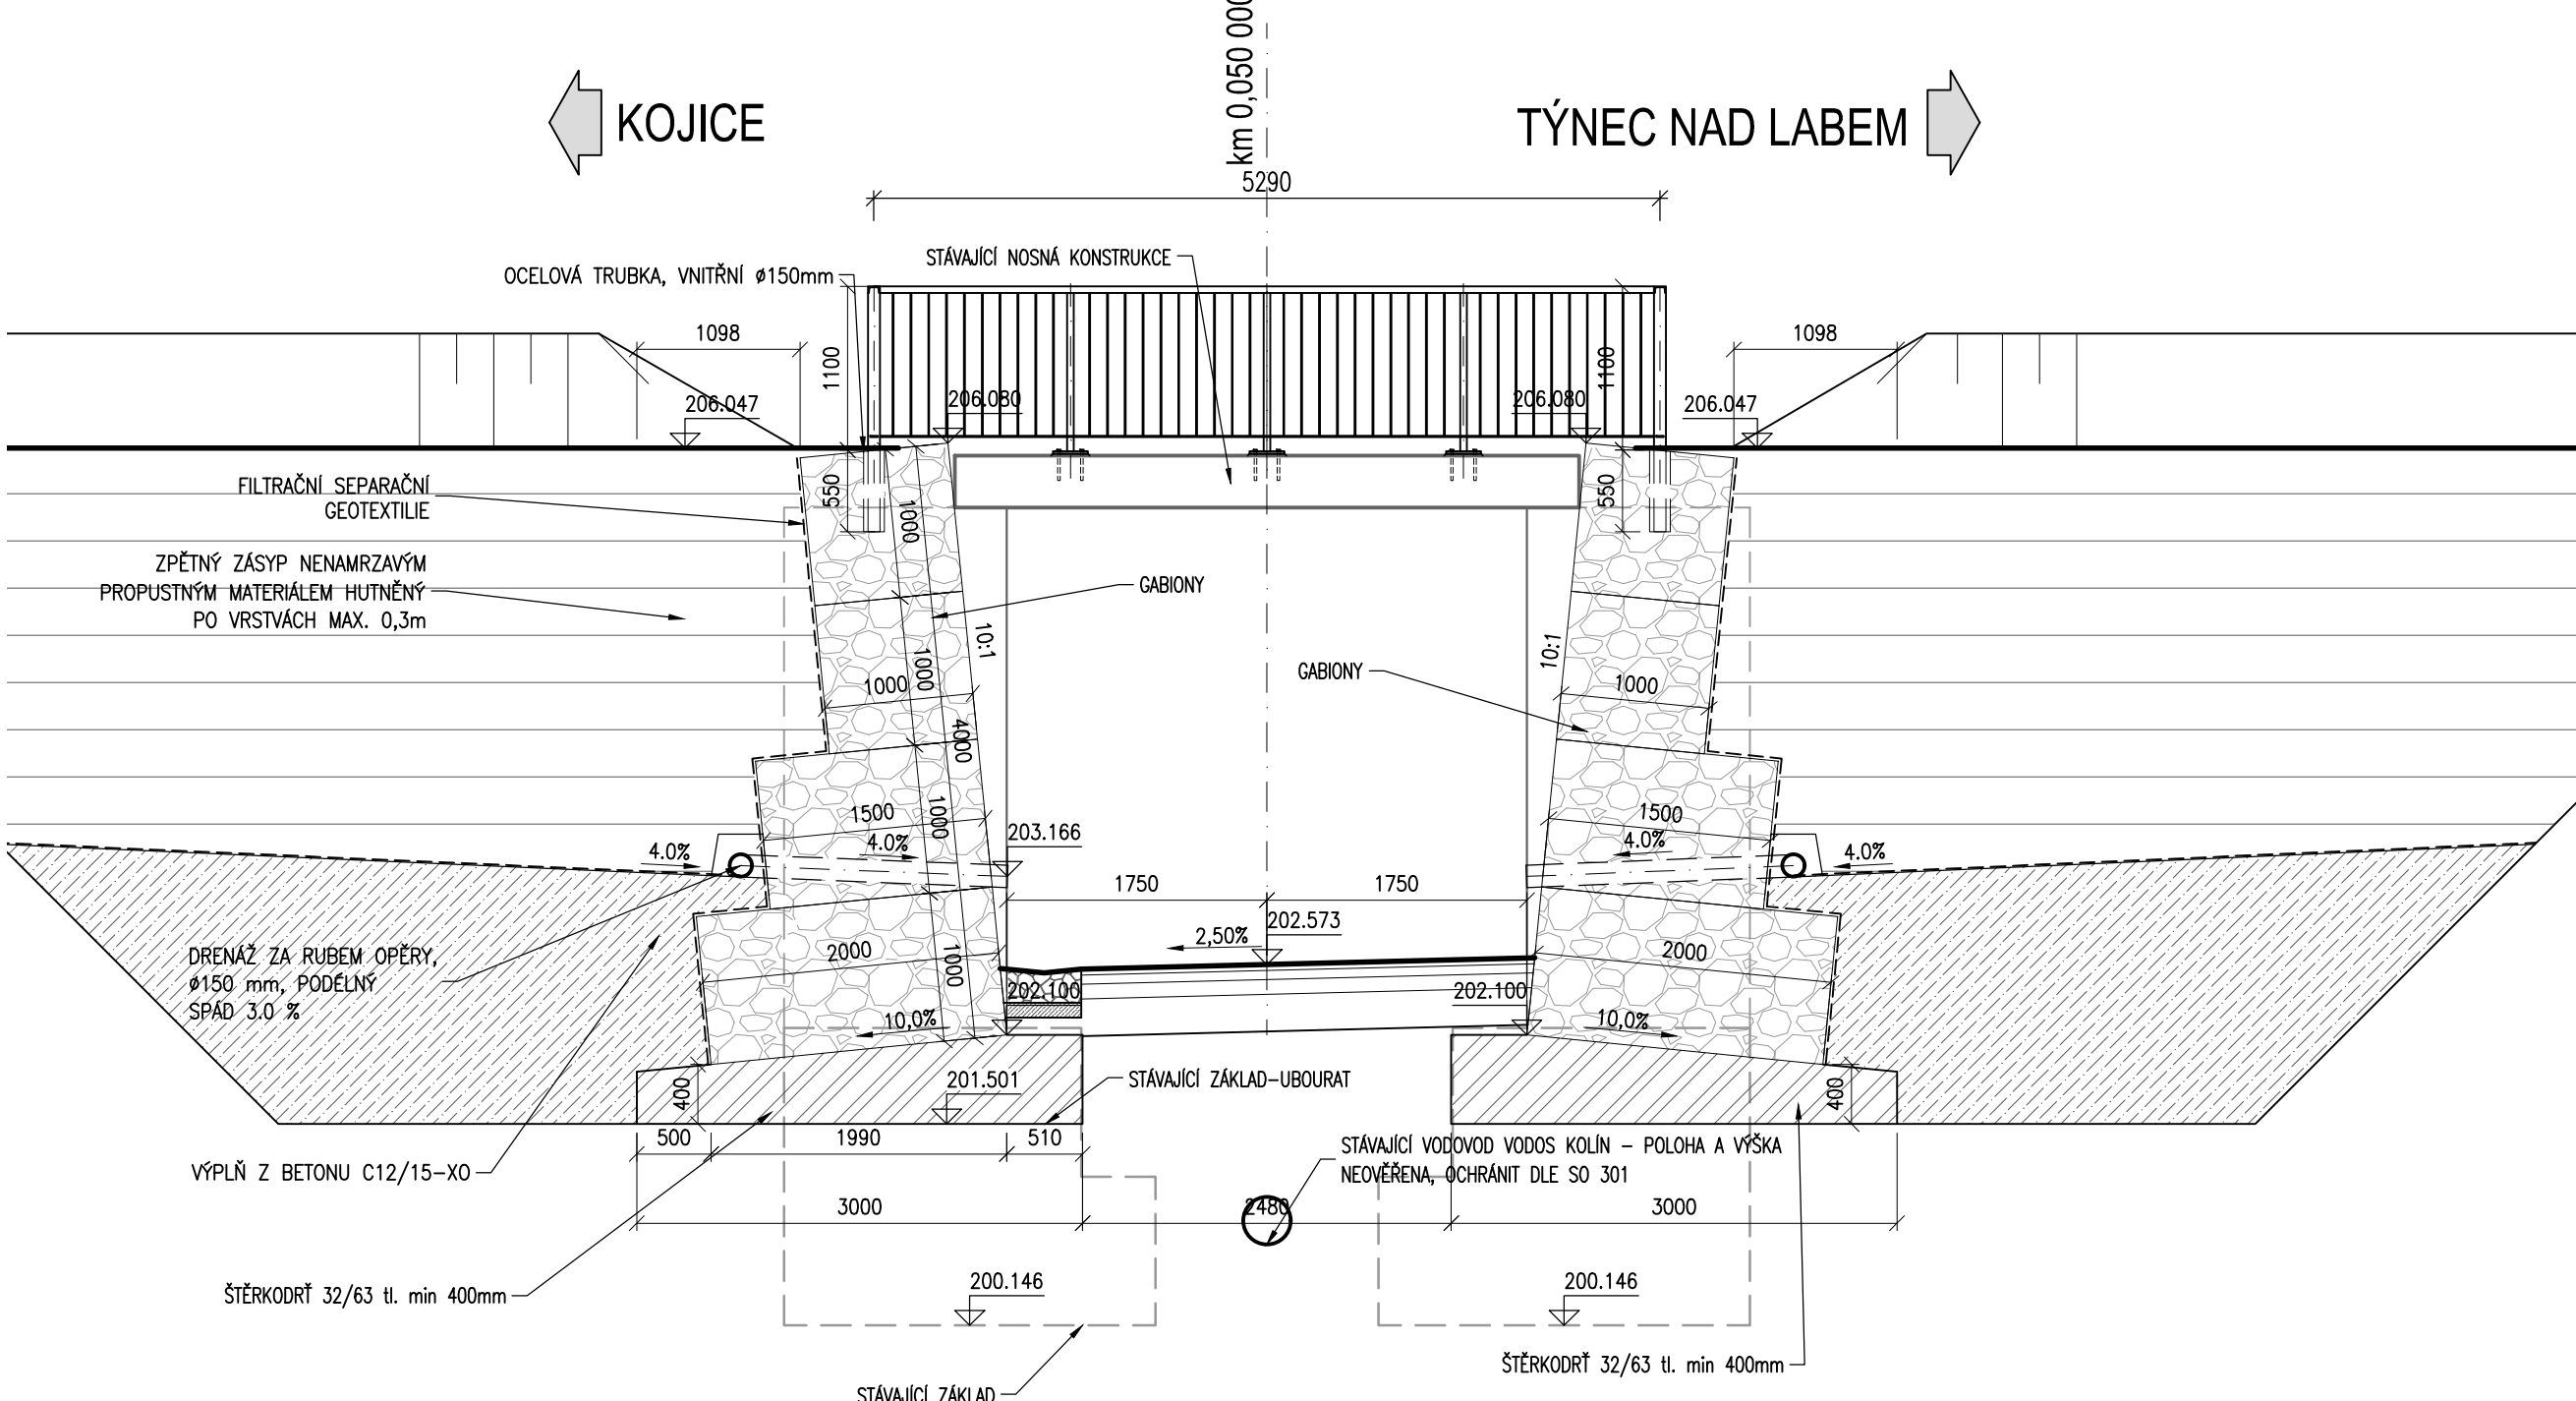 km 0,050 000
KOJICE
TÝNEC NAD LABEM
5290
STÁVAJÍCÍ NOSNÁ KONSTRUKCE
OCELOVÁ TRUBKA, VNITŘNÍ ø150mm
1098
1100
1100
1098
206.047
206.080
206.080
206.047
FILTRAČNÍ SEPARAČNÍ
GEOTEXTILIE
550
1000
550
ZPĚTNÝ ZÁSYP NENAMRZAVÝM
PROPUSTNÝM MATERIÁLEM HUTNĚNÝ
PO VRSTVÁCH MAX. 0,3m
GABIONY
10:1
10:1
GABIONY
1000
1000
1000
4000
1500
1000
1500
4.0%
4.0%
203.166
4.0%
4.0%
1750
1750
202.573
2,50%
2000
1000
2000
DRENÁŽ ZA RUBEM OPĚRY,
ø150 mm, PODÉLNÝ
SPÁD 3.0 %
202.100
202.100
10,0%
10,0%
400
201.501
STÁVAJÍCÍ ZÁKLAD-UBOURAT
400
500
1990
510
STÁVAJÍCÍ VODOVOD VODOS KOLÍN – POLOHA A VÝŠKA
NEOVĚŘENA, OCHRÁNIT DLE SO 301
VÝPLŇ Z BETONU C12/15-XO
3000
2480
3000
200.146
200.146
ŠTĚRKODRŤ 32/63 tl. min 400mm
ŠTĚRKODRŤ 32/63 tl. min 400mm
STÁVAJÍCÍ ZÁKLAD